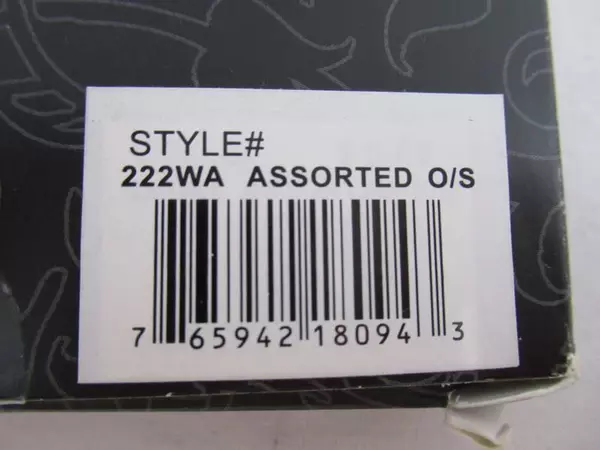 STYLE#
222WA ASSORTED O/S
7 65942 18094 3